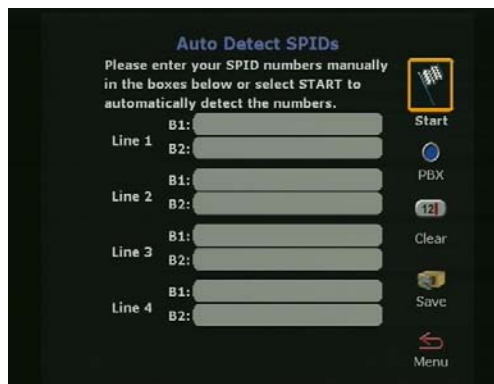 Auto Detect SPIDs
Please enter your SPID numbers manually
in the boxes below or select START to
automatically detect the numbers.
Line 1
B1:
B2:
Line 2
B1:
B2:
Line 3
B1:
B2:
Line 4
B1:
B2:
Start
PBX
12
Clear
Save
Menu